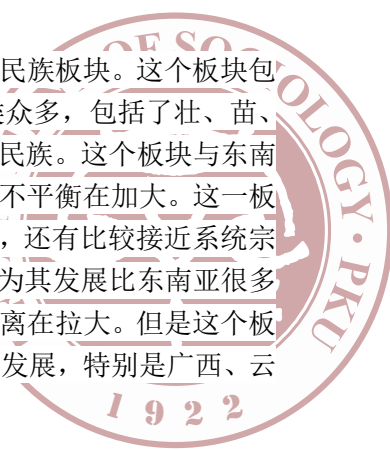 民族板块。这个板块包
众多，包括了壮、苗、
民族。这个板块与东南
不平衡在加大。这一板
，还有比较接近系统宗
为其发展比东南亚很多
离在拉大。但是这个板
发展，特别是广西、云
OF SOCIOLOGY • PKU
1922